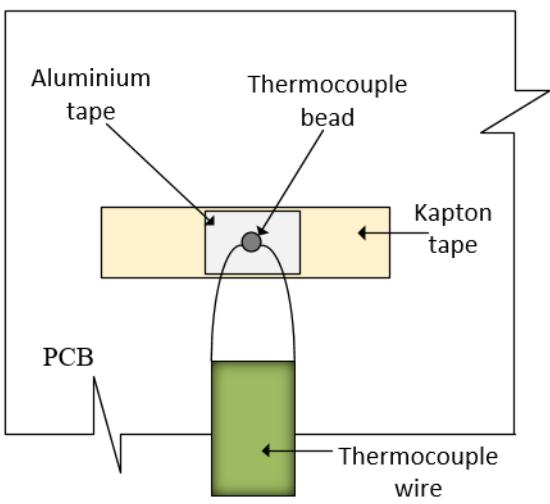 Aluminium
tape
Thermocouple
bead
Kapton
tape
PCB
Thermocouple
wire